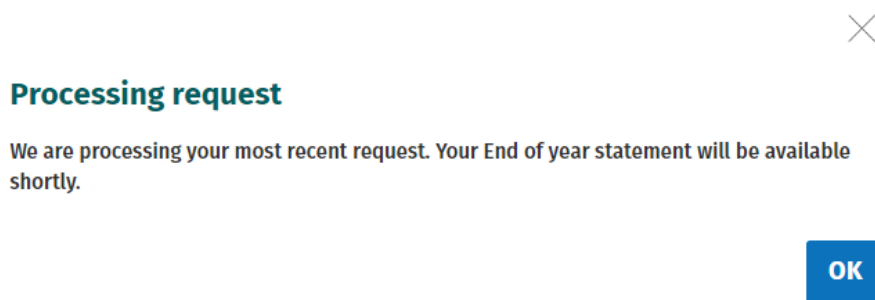 Processing request
We are processing your most recent request. Your End of year statement will be available
shortly.
OK